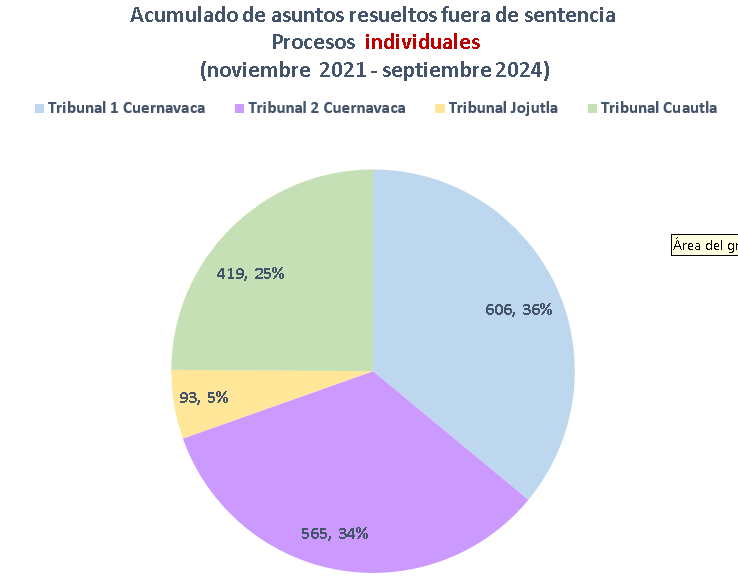 Acumulado de asuntos resueltos fuera de sentencia
Procesos individuales
(noviembre 2021 - septiembre 2024)
Tribunal 1 Cuernavaca Tribunal 2 Cuernavaca Tribunal Jojutla Tribunal Cuautla
Área del
419, 25%
606, 36%
93, 5%
565, 34%